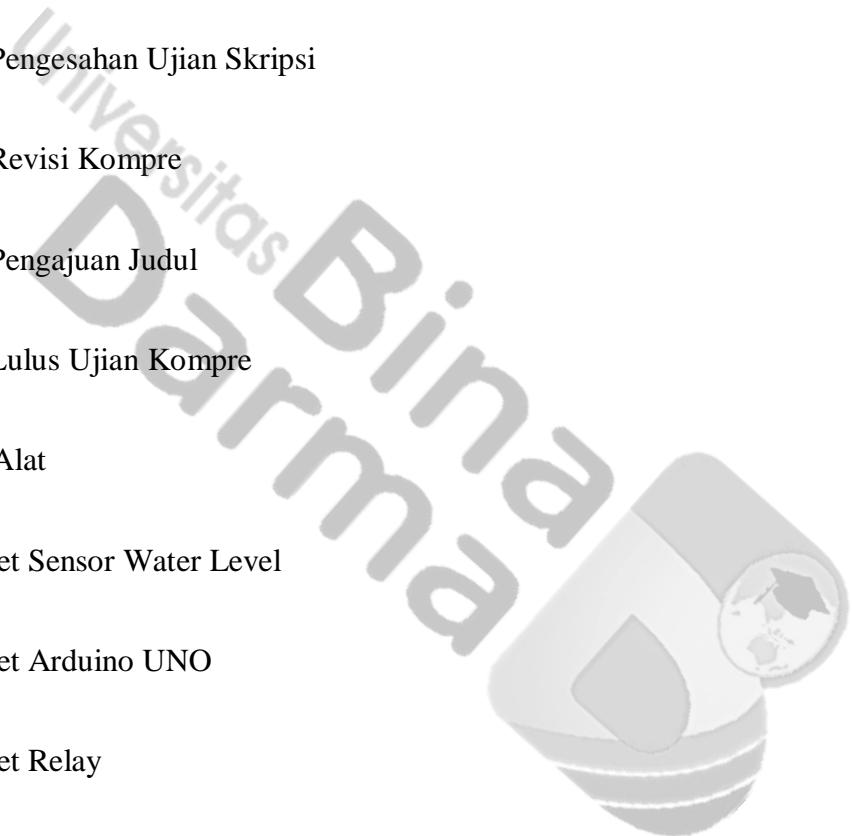 Pengesahan Ujian Skripsi
Revisi Kompre
Pengajuan Judul
Lulus Ujian Kompre
Alat
et Sensor Water Level
et Arduino UNO
et Relay
Universitas
Bina
Darma